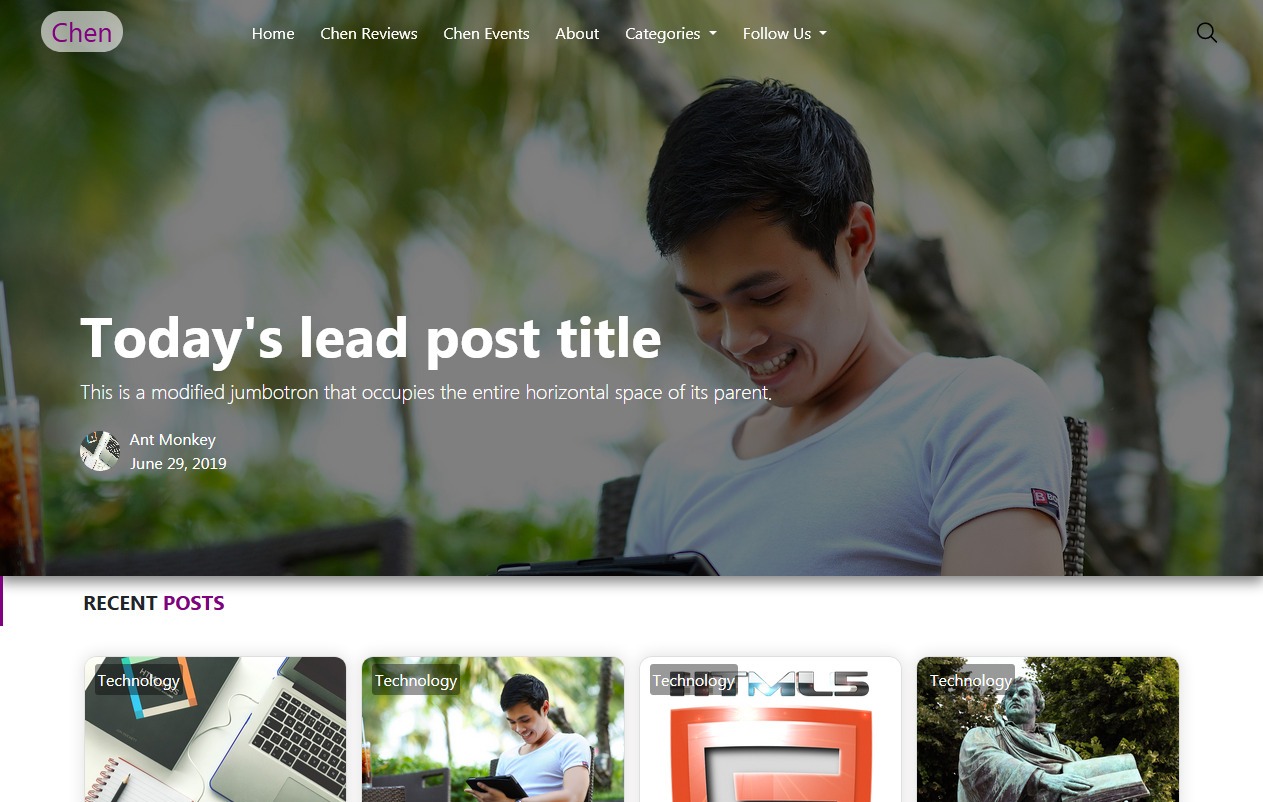 Chen
Home Chen Reviews Chen Events About Categories Follow Us
Today's lead post title
This is a modified jumbotron that occupies the entire horizontal space of its parent.
Ant Monkey
June 29, 2019
RECENT POSTS
Technology Technology Technology Technology
HTML5